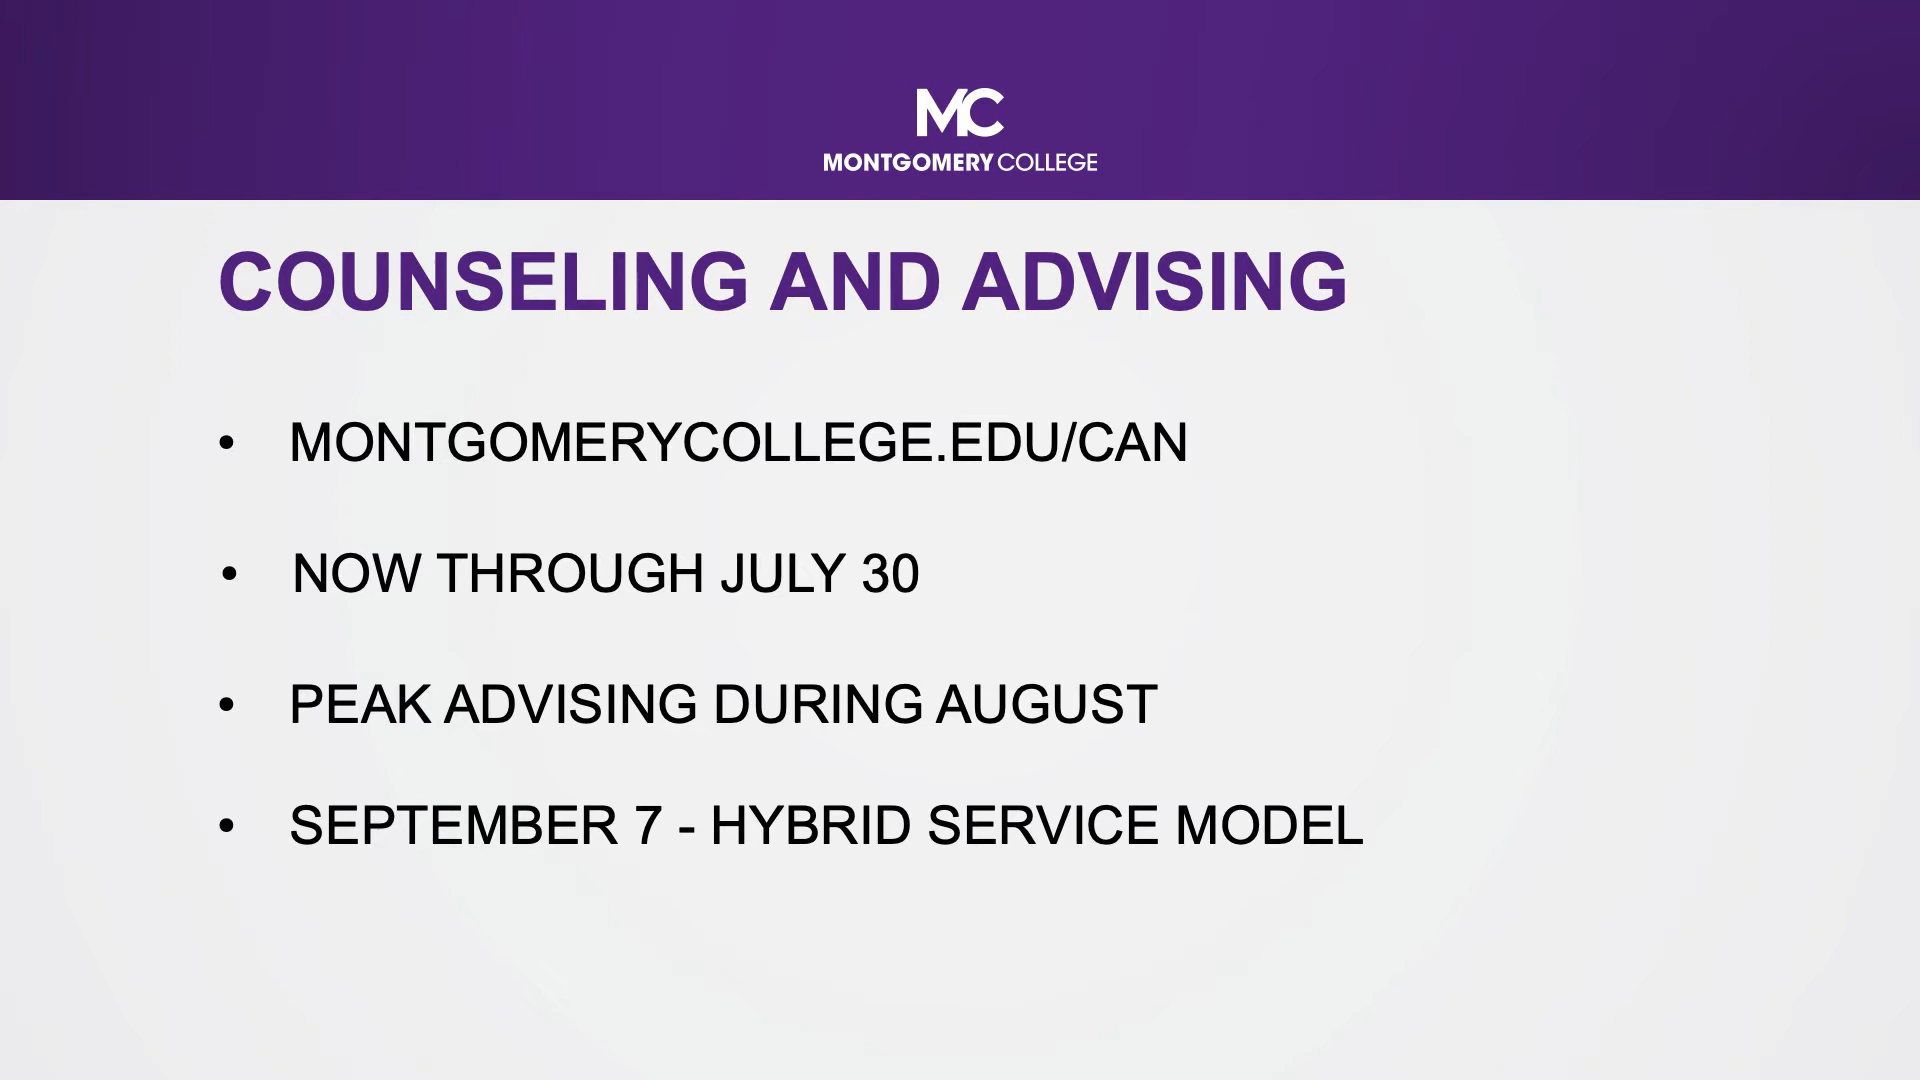 MC
MONTGOMERY COLLEGE
COUNSELING AND ADVISING
• MONTGOMERYCOLLEGE.EDU/CAN
• NOW THROUGH JULY 30
• PEAK ADVISING DURING AUGUST
• SEPTEMBER 7 - HYBRID SERVICE MODEL